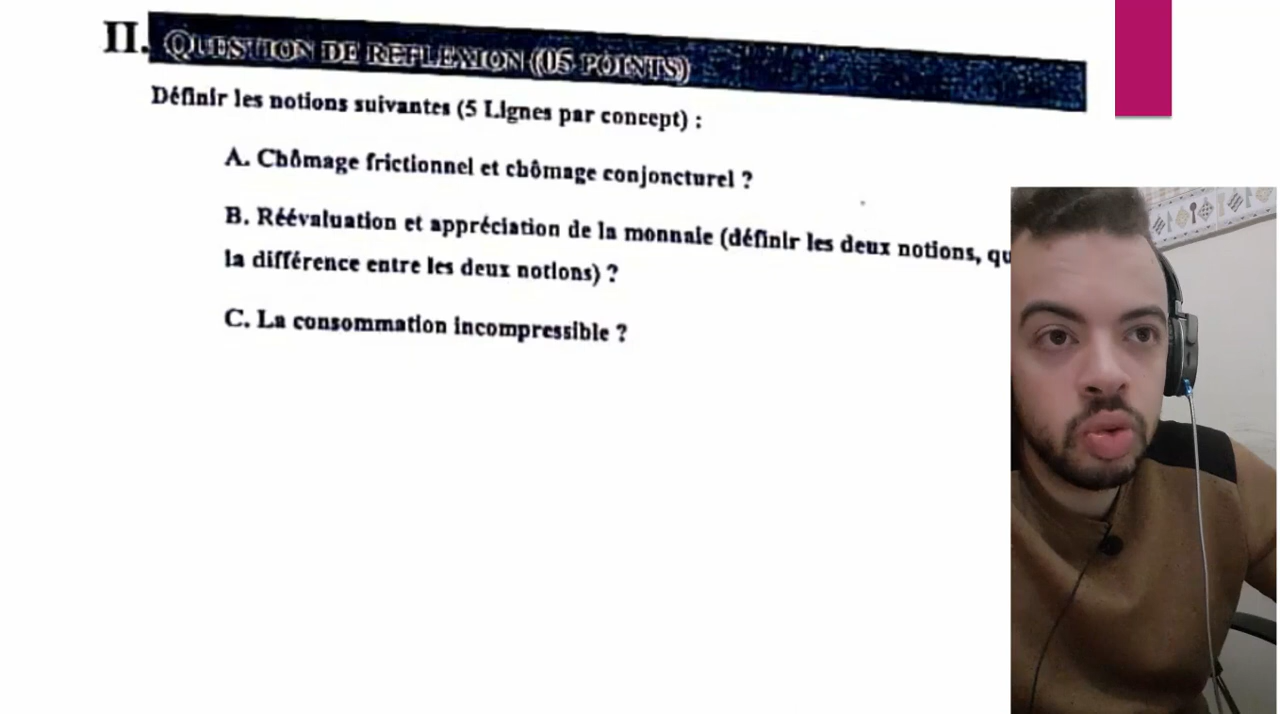 II. QUESTION DE REFLEXION (05 POINTS)
Définir les notions suivantes (5 Lignes par concept) :
A. Chômage frictionnel et chômage conjoncturel ?
B. Réévaluation et appréciation de la monnaie (définir les deux notions,
la différence entre les deux notions) ?
C. La consommation incompressible ?